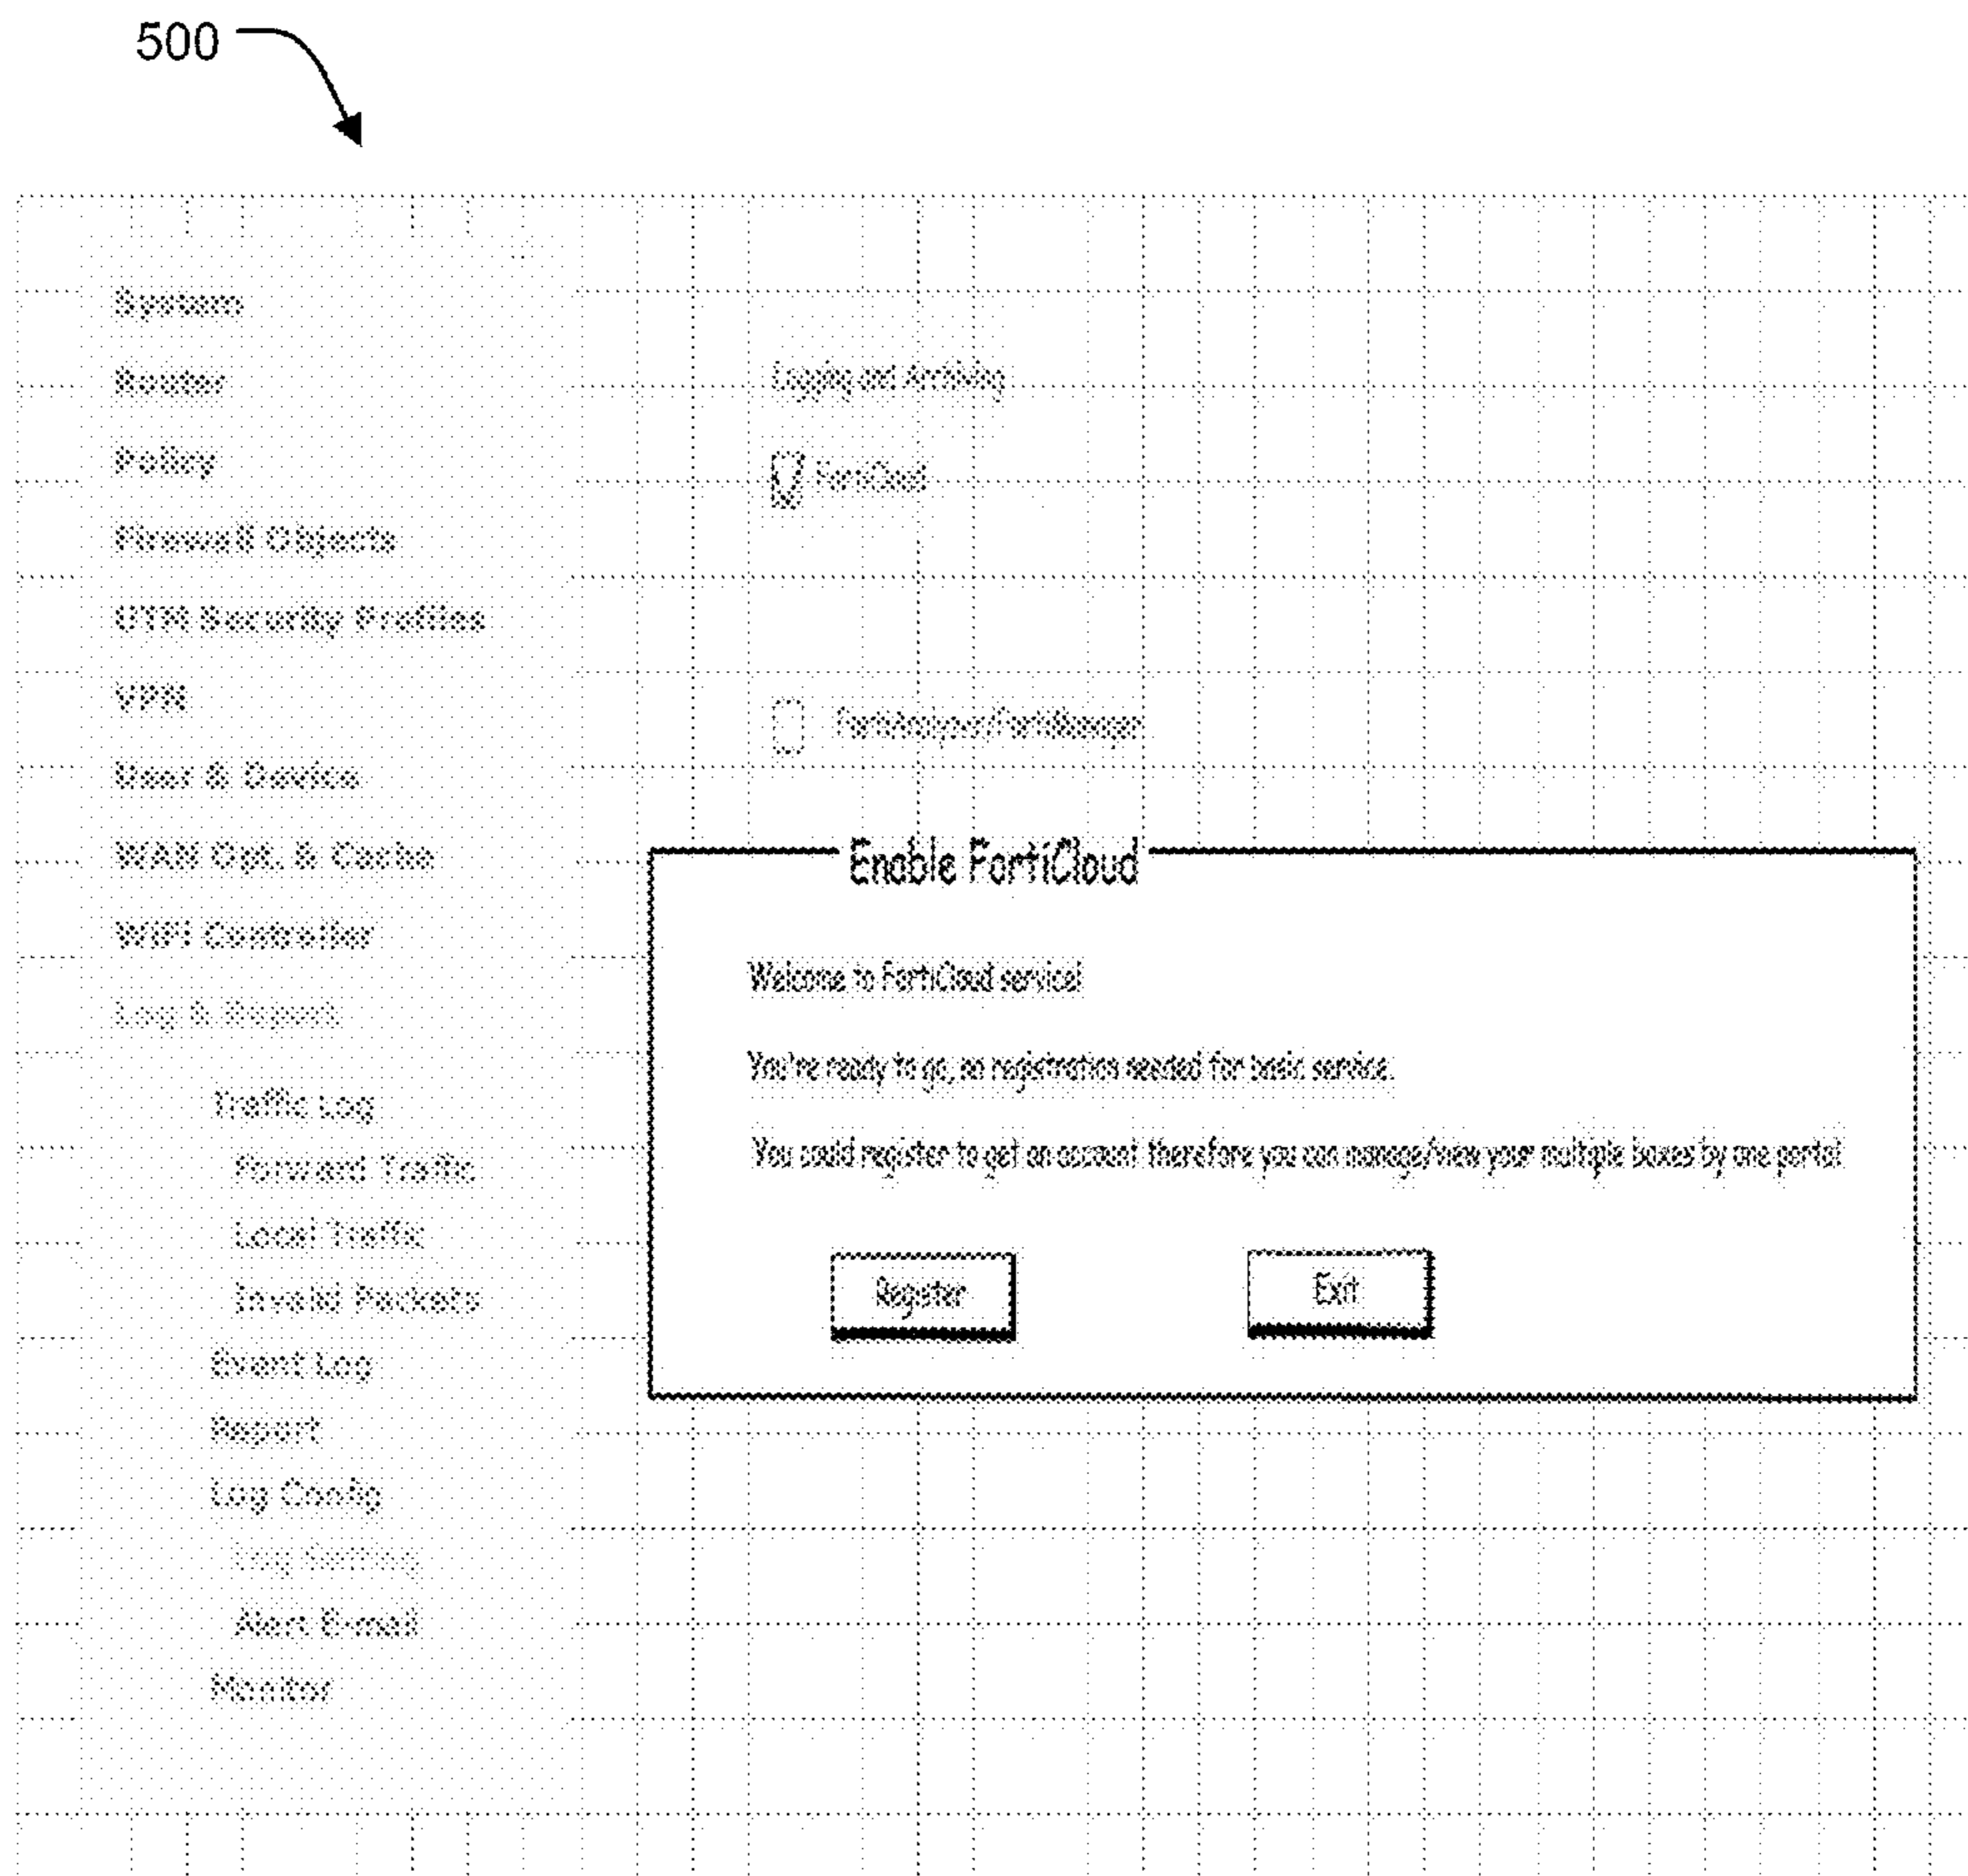 500
System
Router
Policy
Firewall Objects
UTM Security Profiles
VPN
User & Device
WAN Opt. & Cache
WiFi Controller
Log & Report
Traffic Log
Forward Traffic
Local Traffic
Invalid Packets
Event Log
Report
Log Config
Log Setting
Alert E-mail
Monitor
Logging and Archiving
FortiCloud
FortiAnalyzer/FortiManager
Enable FortiCloud
Welcome to FortiCloud service!
You're ready to go, registration needed for basic service.
You could register to get an account therefore you can manage/view your multiple boxes by one portal
Register
Exit